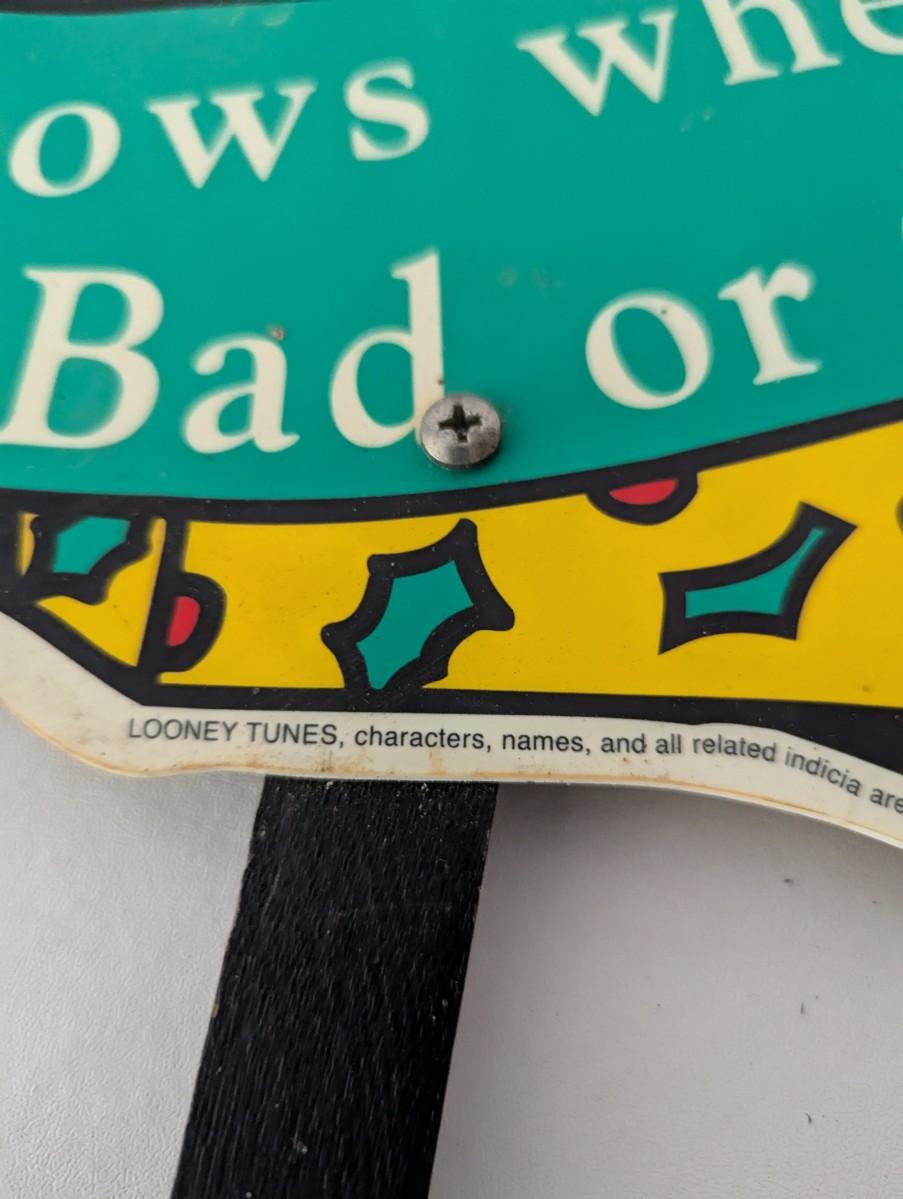 ows whe
Bad or
LOONEY TUNES, characters, names, and all related indicia are